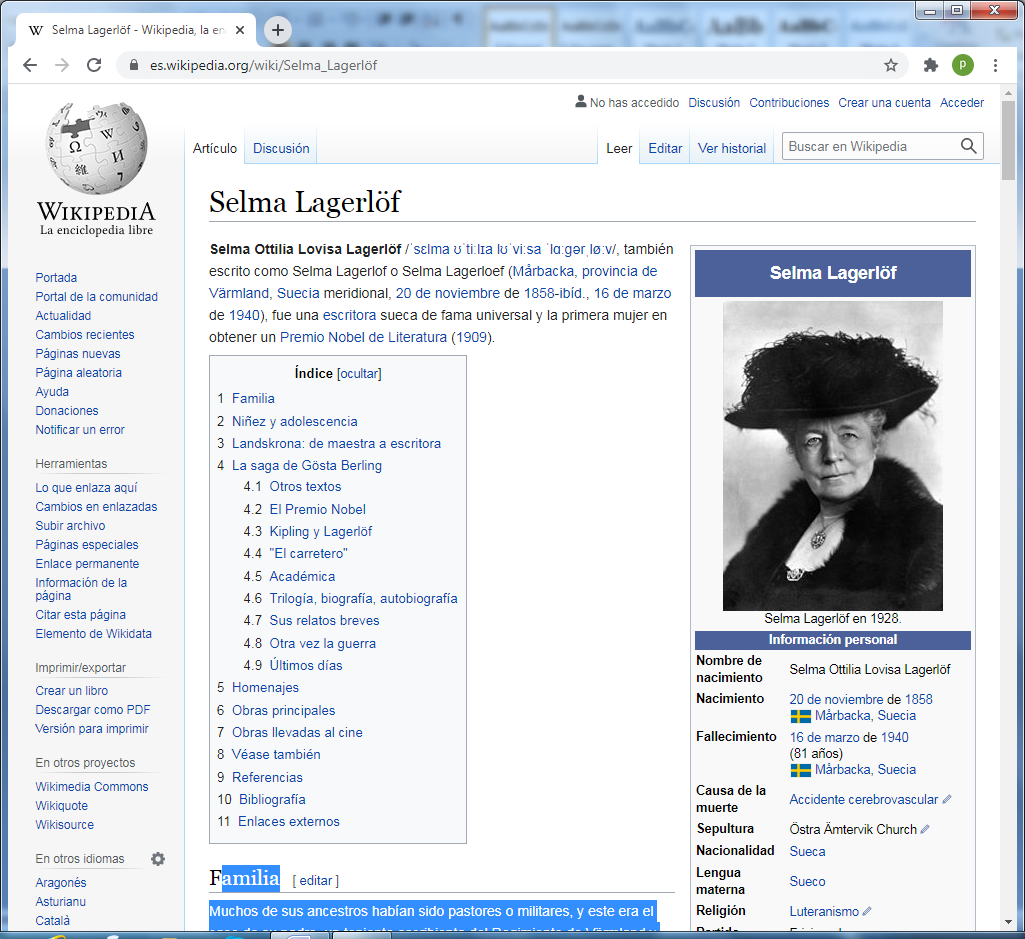 Selma Lagerlöf - Wikipedia, la en
es.wikipedia.org/wiki/Selma_Lagerlöf
P
No has accedido Discusión Contribuciones Crear una cuenta Acceder
Artículo Discusión Leer Editar Ver historial Buscar en Wikipedia
WIKIPEDIA
La enciclopedia libre
Portada
Portal de la comunidad
Actualidad
Cambios recientes
Páginas nuevas
Página aleatoria
Ayuda
Donaciones
Notificar un error
Herramientas
Lo que enlaza aquí
Cambios en enlazadas
Subir archivo
Páginas especiales
Enlace permanente
Información de la
página
Citar esta página
Elemento de Wikidata
Imprimir/exportar
Crear un libro
Descargar como PDF
Versión para imprimir
En otros proyectos
Wikimedia Commons
Wikiquote
Wikisource
En otros idiomas
Aragonés
Asturianu
Català
Selma Lagerlöf
Selma Ottilia Lovisa Lagerlöf /ˈsɛlma ʊˈtiːlɪa lʊˈviːsa ˈlɑːɡərˌløːv/, también
escrito como Selma Lagerlof o Selma Lagerloef (Mårbacka, provincia de
Värmland, Suecia meridional, 20 de noviembre de 1858-ibíd., 16 de marzo
de 1940), fue una escritora sueca de fama universal y la primera mujer en
obtener un Premio Nobel de Literatura (1909).
Índice [ocultar]
1 Familia
2 Niñez y adolescencia
3 Landskrona: de maestra a escritora
4 La saga de Gösta Berling
4.1 Otros textos
4.2 El Premio Nobel
4.3 Kipling y Lagerlöf
4.4 "El carretero"
4.5 Académica
4.6 Trilogía, biografía, autobiografía
4.7 Sus relatos breves
4.8 Otra vez la guerra
4.9 Últimos días
5 Homenajes
6 Obras principales
7 Obras llevadas al cine
8 Véase también
9 Referencias
10 Bibliografía
11 Enlaces externos
Familia [ editar ]
Muchos de sus ancestros habían sido pastores o militares, y este era el
Selma Lagerlöf
Selma Lagerlöf en 1928.
Información personal
Nombre de
nacimiento Selma Ottilia Lovisa Lagerlöf
Nacimiento 20 de noviembre de 1858
Mårbacka, Suecia
Fallecimiento 16 de marzo de 1940
(81 años)
Mårbacka, Suecia
Causa de la
muerte Accidente cerebrovascular
Sepultura Östra Ämtervik Church
Nacionalidad Sueca
Lengua
materna Sueco
Religión Luteranismo